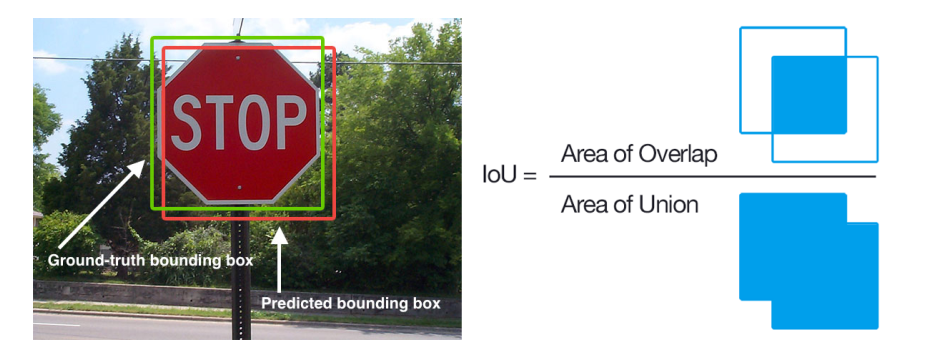 STOP
Ground-truth bounding box
Predicted bounding box
IoU =
Area of Overlap
Area of Union